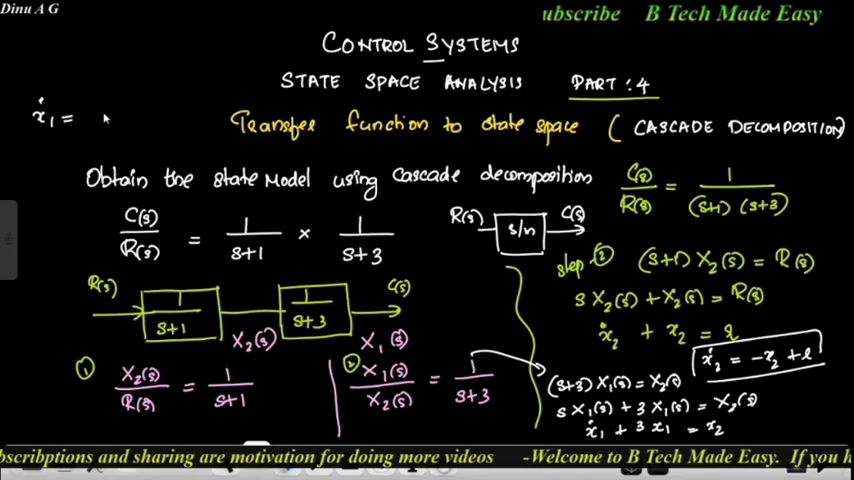 Dinu A G
ubscribe B Tech Made Easy
CONTROL SYSTEMS
STATE SPACE ANALYSIS PART : 4
ẋ₁ =
Transfer function to state space ( CASCADE DECOMPOSITION)
Obtain the state Model using Cascade decomposition C(s)/R(s) = 1/(s+1)(s+3)
C(s)/R(s) = 1/s+1 × 1/s+3
R(s) s/n C(s)
R(s) 1/s+1 1/s+3 C(s)
X₂(s) X₁(s)
① X₂(s)/R(s) = 1/s+1
② X₁(s)/X₂(s) = 1/s+3
step ② (s+1) X₂(s) = R(s)
s X₂(s) + X₂(s) = R(s)
ẋ₂ + x₂ = r
ẋ₂ = -x₂ + r
(s+3) X₁(s) = X₂(s)
s X₁(s) + 3 X₁(s) = X₂(s)
ẋ₁ + 3 x₁ = x₂
bscribptions and sharing are motivation for doing more videos -Welcome to B Tech Made Easy. If you h